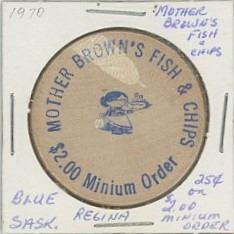 1970
:MOTHER
BROWN'S
FISH
&
CHIPS
MOTHER BROWN'S FISH & CHIPS
$2.00 Minium Order
BLUE
REGINA
SASK.
25¢
on
$2.00
MINIUM
ORDER